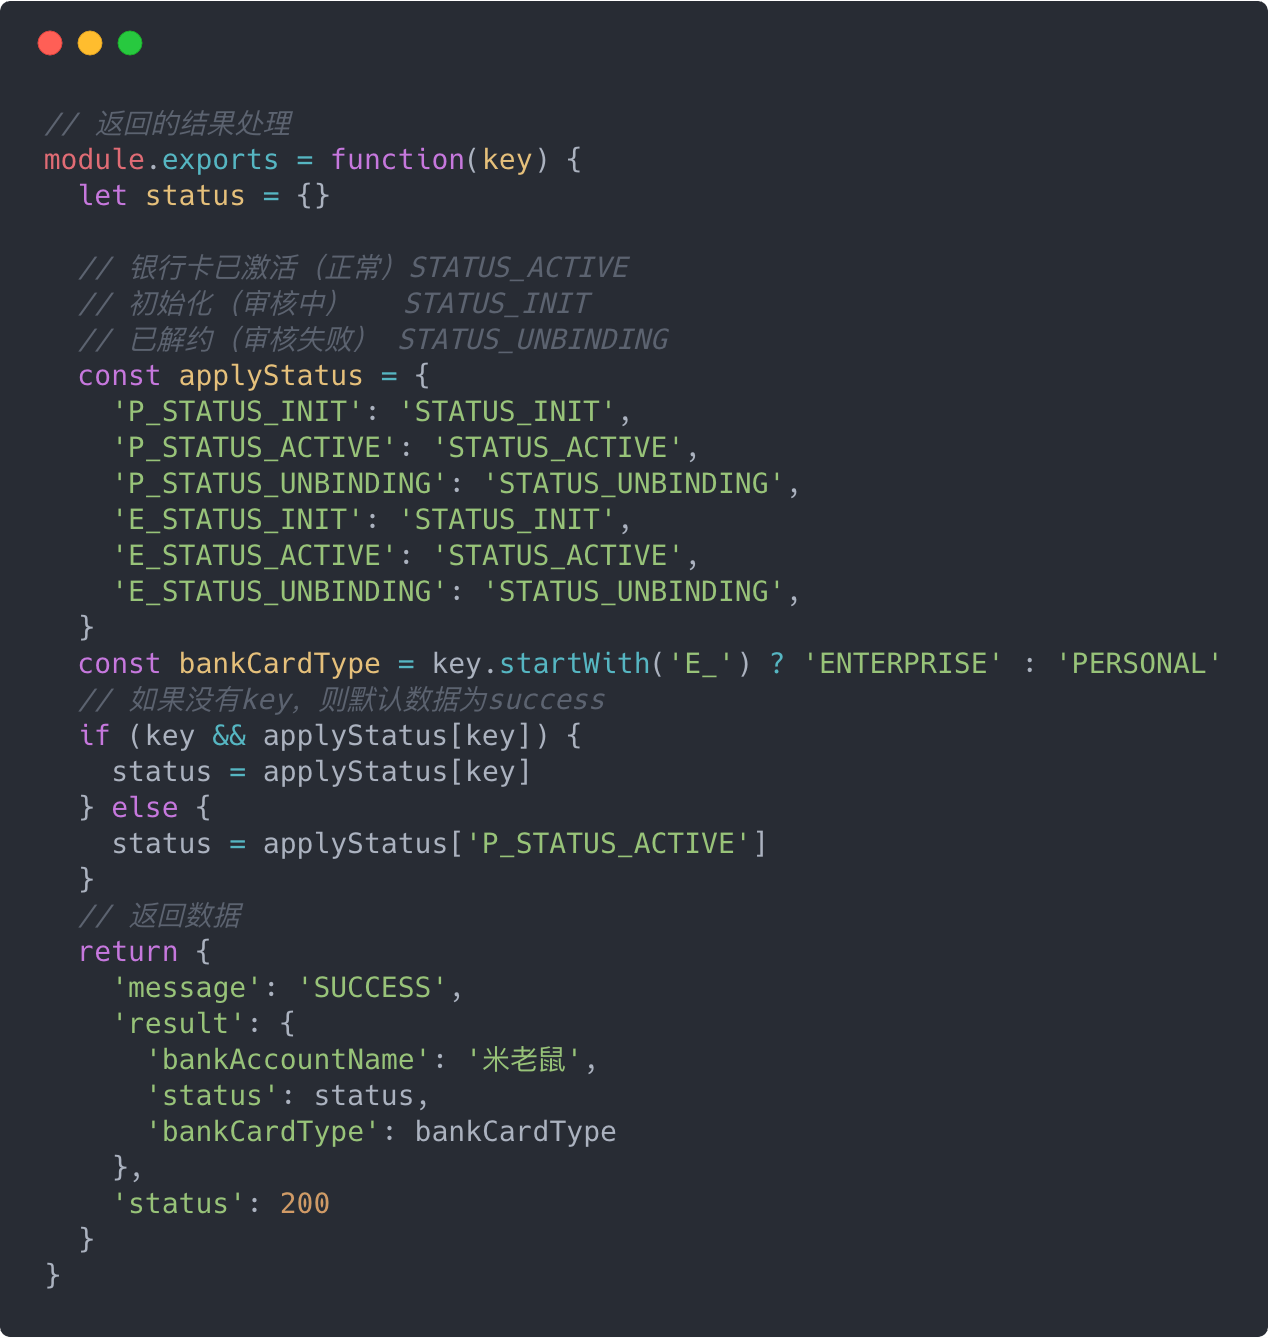 // 返回的结果处理
module.exports = function(key) {
  let status = {}

  // 银行卡已激活（正常）STATUS_ACTIVE
  // 初始化（审核中）   STATUS_INIT
  // 已解约（审核失败） STATUS_UNBINDING
  const applyStatus = {
    'P_STATUS_INIT': 'STATUS_INIT',
    'P_STATUS_ACTIVE': 'STATUS_ACTIVE',
    'P_STATUS_UNBINDING': 'STATUS_UNBINDING',
    'E_STATUS_INIT': 'STATUS_INIT',
    'E_STATUS_ACTIVE': 'STATUS_ACTIVE',
    'E_STATUS_UNBINDING': 'STATUS_UNBINDING',
  }
  const bankCardType = key.startWith('E_') ? 'ENTERPRISE' : 'PERSONAL'
  // 如果没有key，则默认数据为success
  if (key && applyStatus[key]) {
    status = applyStatus[key]
  } else {
    status = applyStatus['P_STATUS_ACTIVE']
  }
  // 返回数据
  return {
    'message': 'SUCCESS',
    'result': {
      'bankAccountName': '米老鼠',
      'status': status,
      'bankCardType': bankCardType
    },
    'status': 200
  }
}